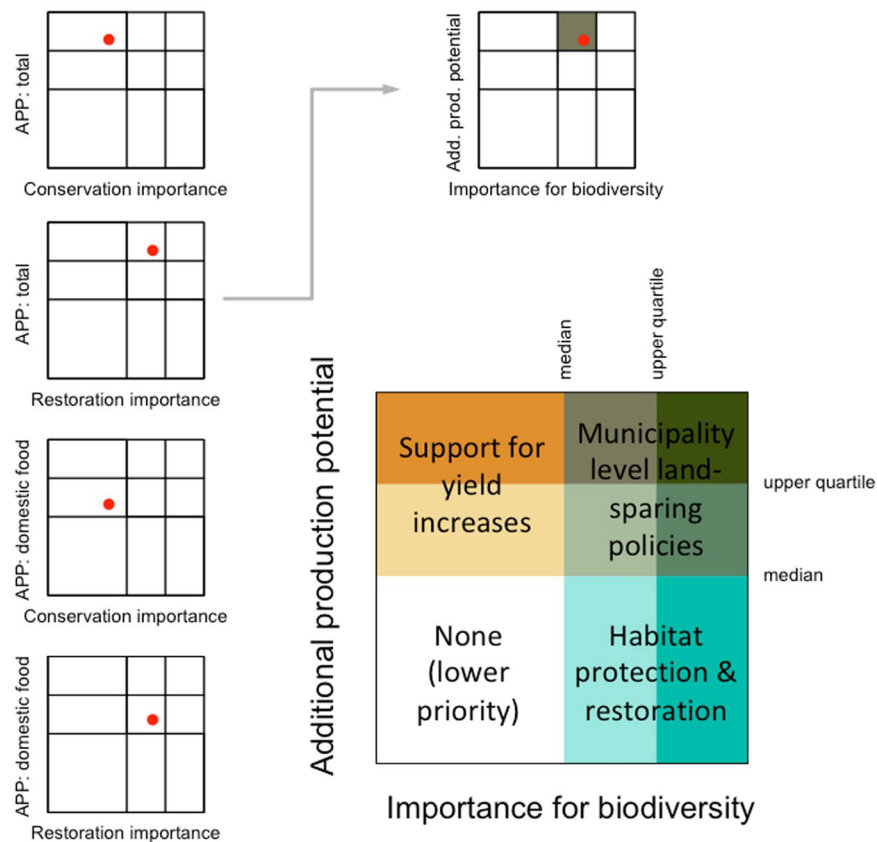 APP: total
Conservation importance
APP: total
Restoration importance
APP: domestic food
Conservation importance
APP: domestic food
Restoration importance
Add. prod. potential
Importance for biodiversity
median
upper quartile
Additional production potential
Support for
yield
increases
Municipality
level land-
sparing
policies
upper quartile
median
None
(lower
priority)
Habitat
protection &
restoration
Importance for biodiversity